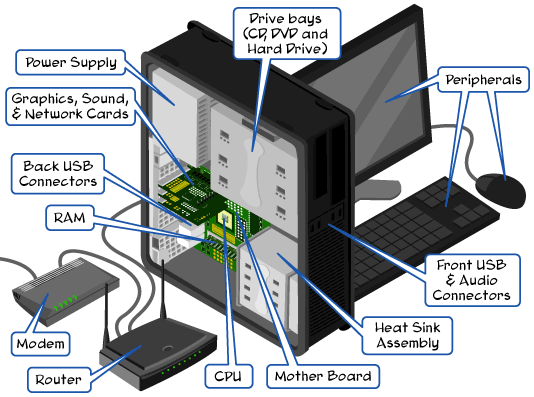 Drive bays
(CD, DVD and
Hard Drive)
Power Supply
Peripherals
Graphics, Sound,
& Network Cards
Back USB
Connectors
RAM
Front USB
& Audio
Connectors
Heat Sink
Assembly
Modem
Router
CPU
Mother Board